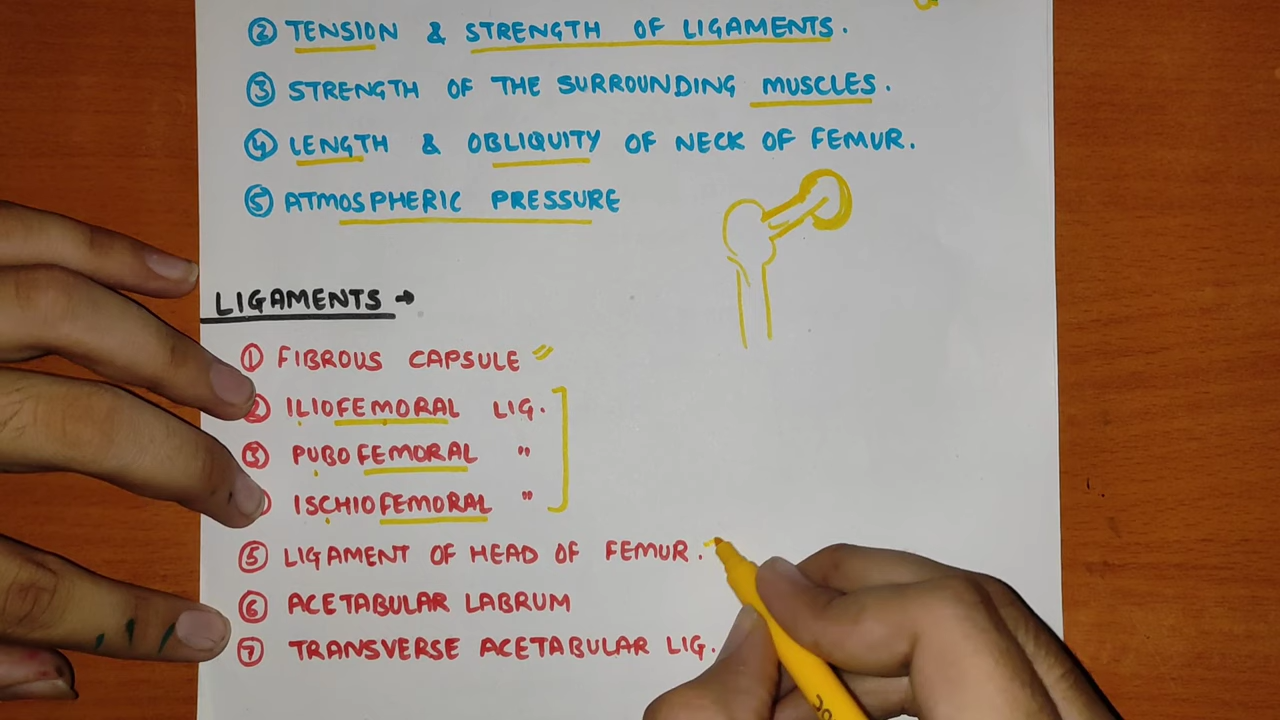 ② TENSION & STRENGTH OF LIGAMENTS.
③ STRENGTH OF THE SURROUNDING MUSCLES.
④ LENGTH & OBLIQUITY OF NECK OF FEMUR.
⑤ ATMOSPHERIC PRESSURE
LIGAMENTS →
① FIBROUS CAPSULE
② ILIOFEMORAL LIG.
③ PUBOFEMORAL "
ISCHIOFEMORAL "
⑤ LIGAMENT OF HEAD OF FEMUR.
⑥ ACETABULAR LABRUM
⑦ TRANSVERSE ACETABULAR LIG.